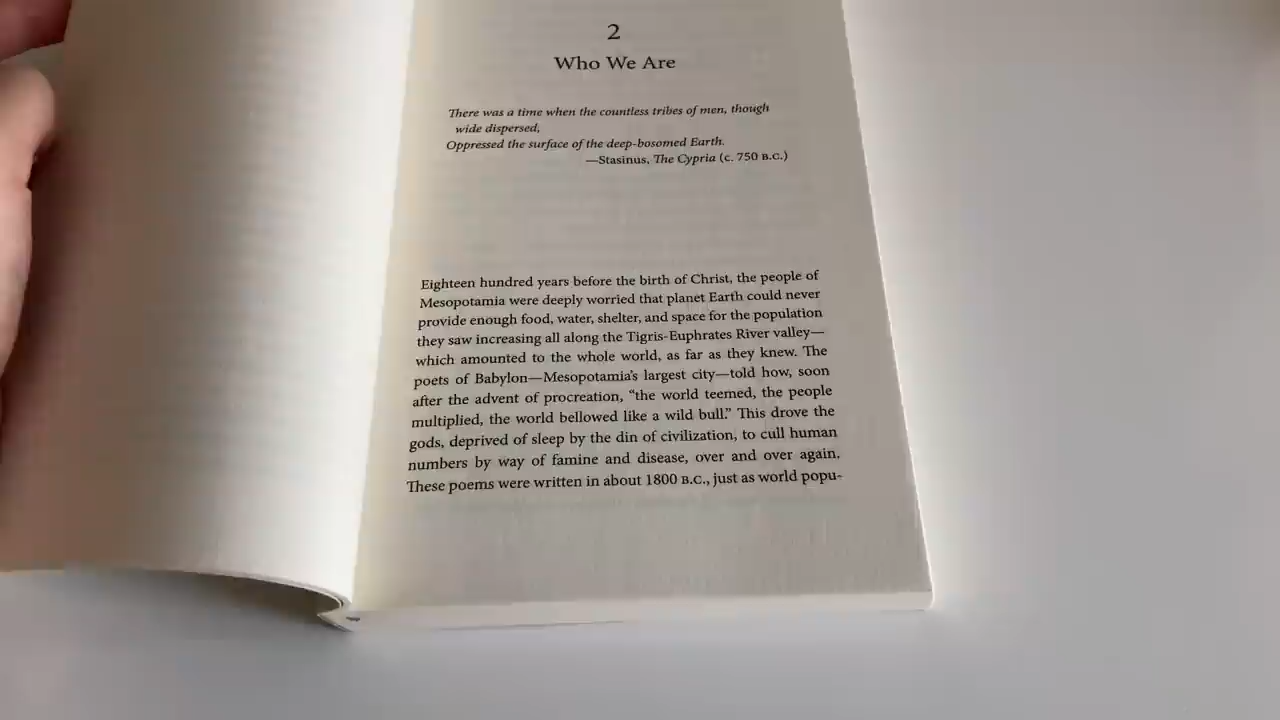 2
Who We Are
There was a time when the countless tribes of men, though
wide dispersed,
Oppressed the surface of the deep-bosomed Earth.
—Stasinus, The Cypria (c. 750 B.C.)
Eighteen hundred years before the birth of Christ, the people of
Mesopotamia were deeply worried that planet Earth could never
provide enough food, water, shelter, and space for the population
they saw increasing all along the Tigris-Euphrates River valley—
which amounted to the whole world, as far as they knew. The
poets of Babylon—Mesopotamia's largest city—told how, soon
after the advent of procreation, “the world teemed, the people
multiplied, the world bellowed like a wild bull.” This drove the
gods, deprived of sleep by the din of civilization, to cull human
numbers by way of famine and disease, over and over again.
These poems were written in about 1800 B.C., just as world popu-